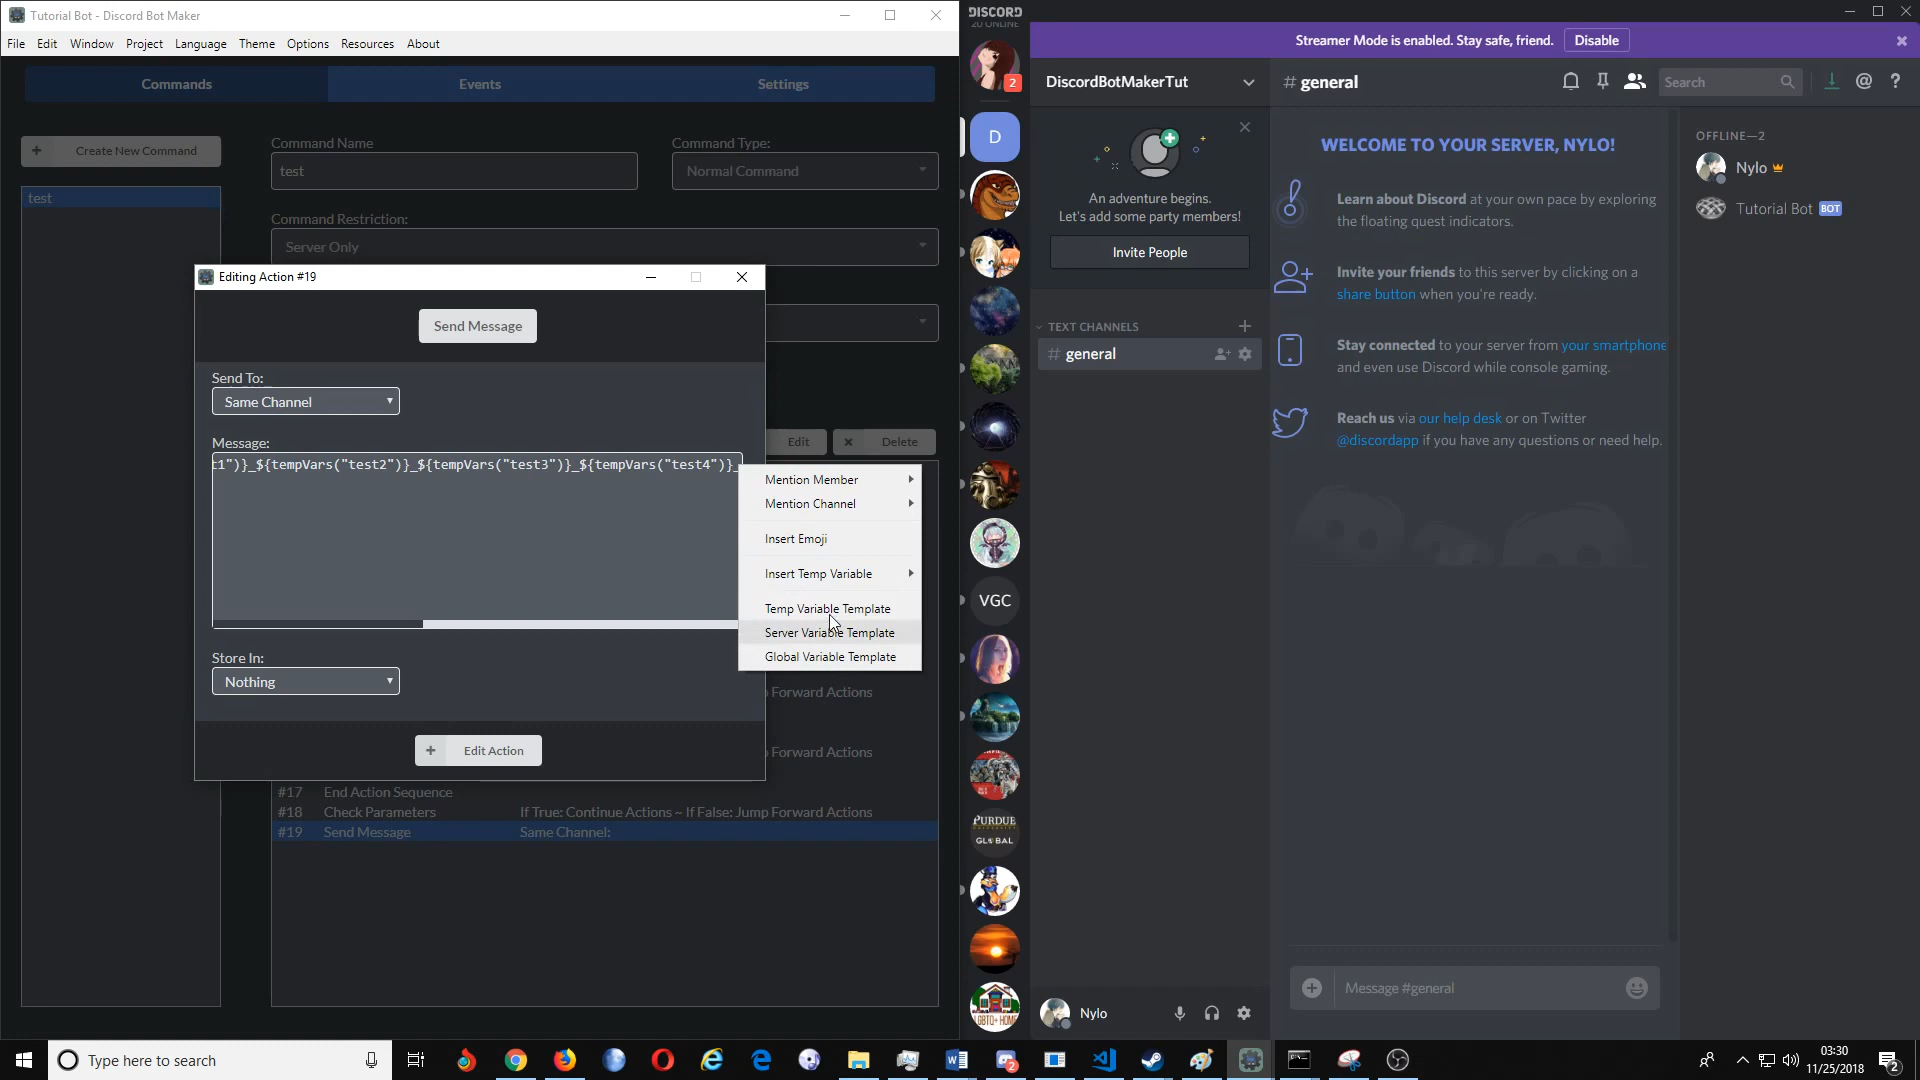 Tutorial Bot - Discord Bot Maker
File Edit Window Project Language Theme Options Resources About
Commands Events Settings
Create New Command
test
Command Name
test
Command Type:
Normal Command
Command Restriction:
Server Only
Editing Action #19
Send Message
Send To:
Same Channel
Message:
t1")}_${tempVars("test2")}_${tempVars("test3")}_${tempVars("test4")}_
Store In:
Nothing
Edit Action
Edit
Delete
Mention Member
Mention Channel
Insert Emoji
Insert Temp Variable
Temp Variable Template
Server Variable Template
Global Variable Template
Forward Actions
Forward Actions
#17 End Action Sequence
#18 Check Parameters If True: Continue Actions ~ If False: Jump Forward Actions
#19 Send Message Same Channel:
DISCORD
20 ONLINE
2
D
VGC
PURDUE
UNIVERSITY
GLOBAL
LGBTQ+ HOME
Streamer Mode is enabled. Stay safe, friend. Disable
DiscordBotMakerTut
# general
Search
An adventure begins.
Let's add some party members!
Invite People
TEXT CHANNELS
# general
Nylo
WELCOME TO YOUR SERVER, NYLO!
Learn about Discord at your own pace by exploring
the floating quest indicators.
Invite your friends to this server by clicking on a
share button when you're ready.
Stay connected to your server from your smartphone
and even use Discord while console gaming.
Reach us via our help desk or on Twitter
@discordapp if you have any questions or need help.
Message #general
OFFLINE—2
Nylo
Tutorial Bot BOT
Type here to search
2
03:30
11/25/2018
2